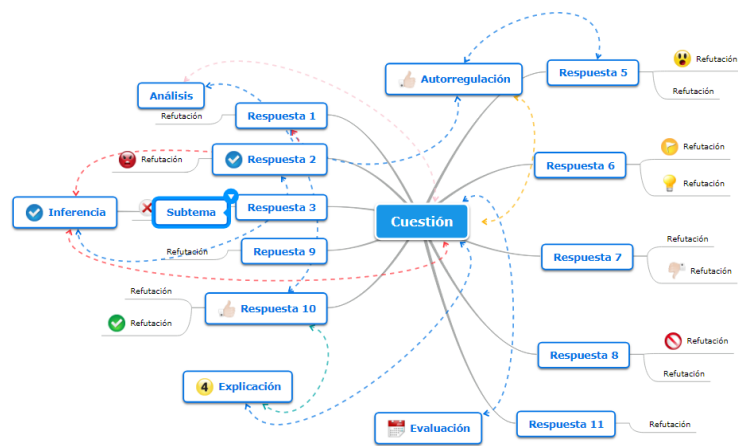 Análisis
Autorregulación
Respuesta 5
Refutación
Refutación
Refutación
Respuesta 1
Refutación
Respuesta 2
Respuesta 6
Refutación
Refutación
Inferencia
Subtema
Respuesta 3
Cuestión
Refutación
Repuesta 9
Respuesta 7
Refutación
Refutación
Refutación
Refutación
Respuesta 10
Respuesta 8
Refutación
Refutación
4 Explicación
Evaluación
Respuesta 11
Refutación